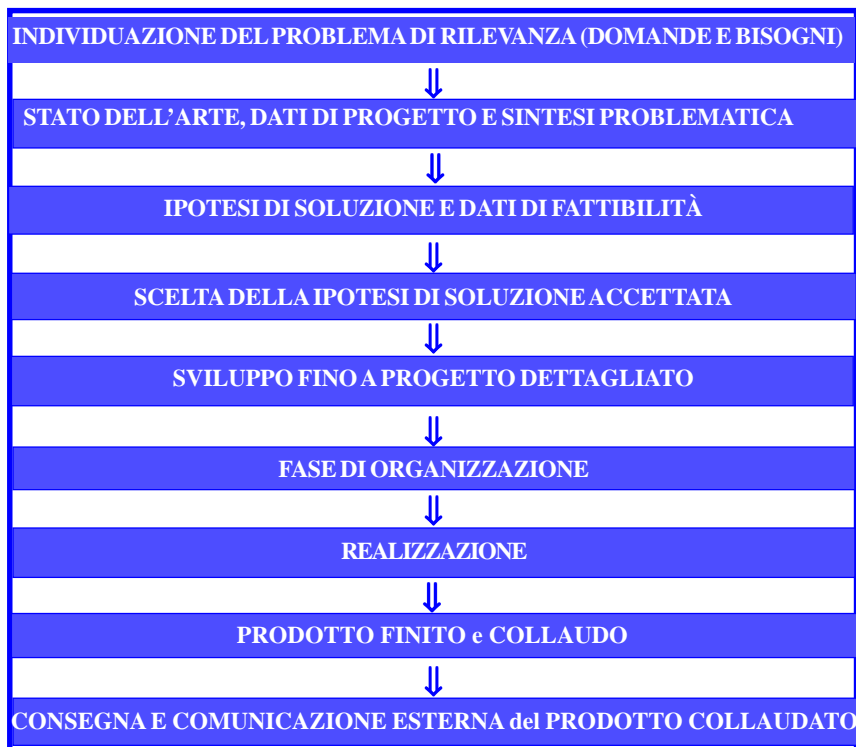 INDIVIDUAZIONE DEL PROBLEMA DI RILEVANZA (DOMANDE E BISOGNI)
⇓
STATO DELL'ARTE, DATI DI PROGETTO E SINTESI PROBLEMATICA
⇓
IPOTESI DI SOLUZIONE E DATI DI FATTIBILITÀ
⇓
SCELTA DELLA IPOTESI DI SOLUZIONE ACCETTATA
⇓
SVILUPPO FINO A PROGETTO DETTAGLIATO
⇓
FASE DI ORGANIZZAZIONE
⇓
REALIZZAZIONE
⇓
PRODOTTO FINITO e COLLAUDO
⇓
CONSEGNA E COMUNICAZIONE ESTERNA del PRODOTTO COLLAUDATO